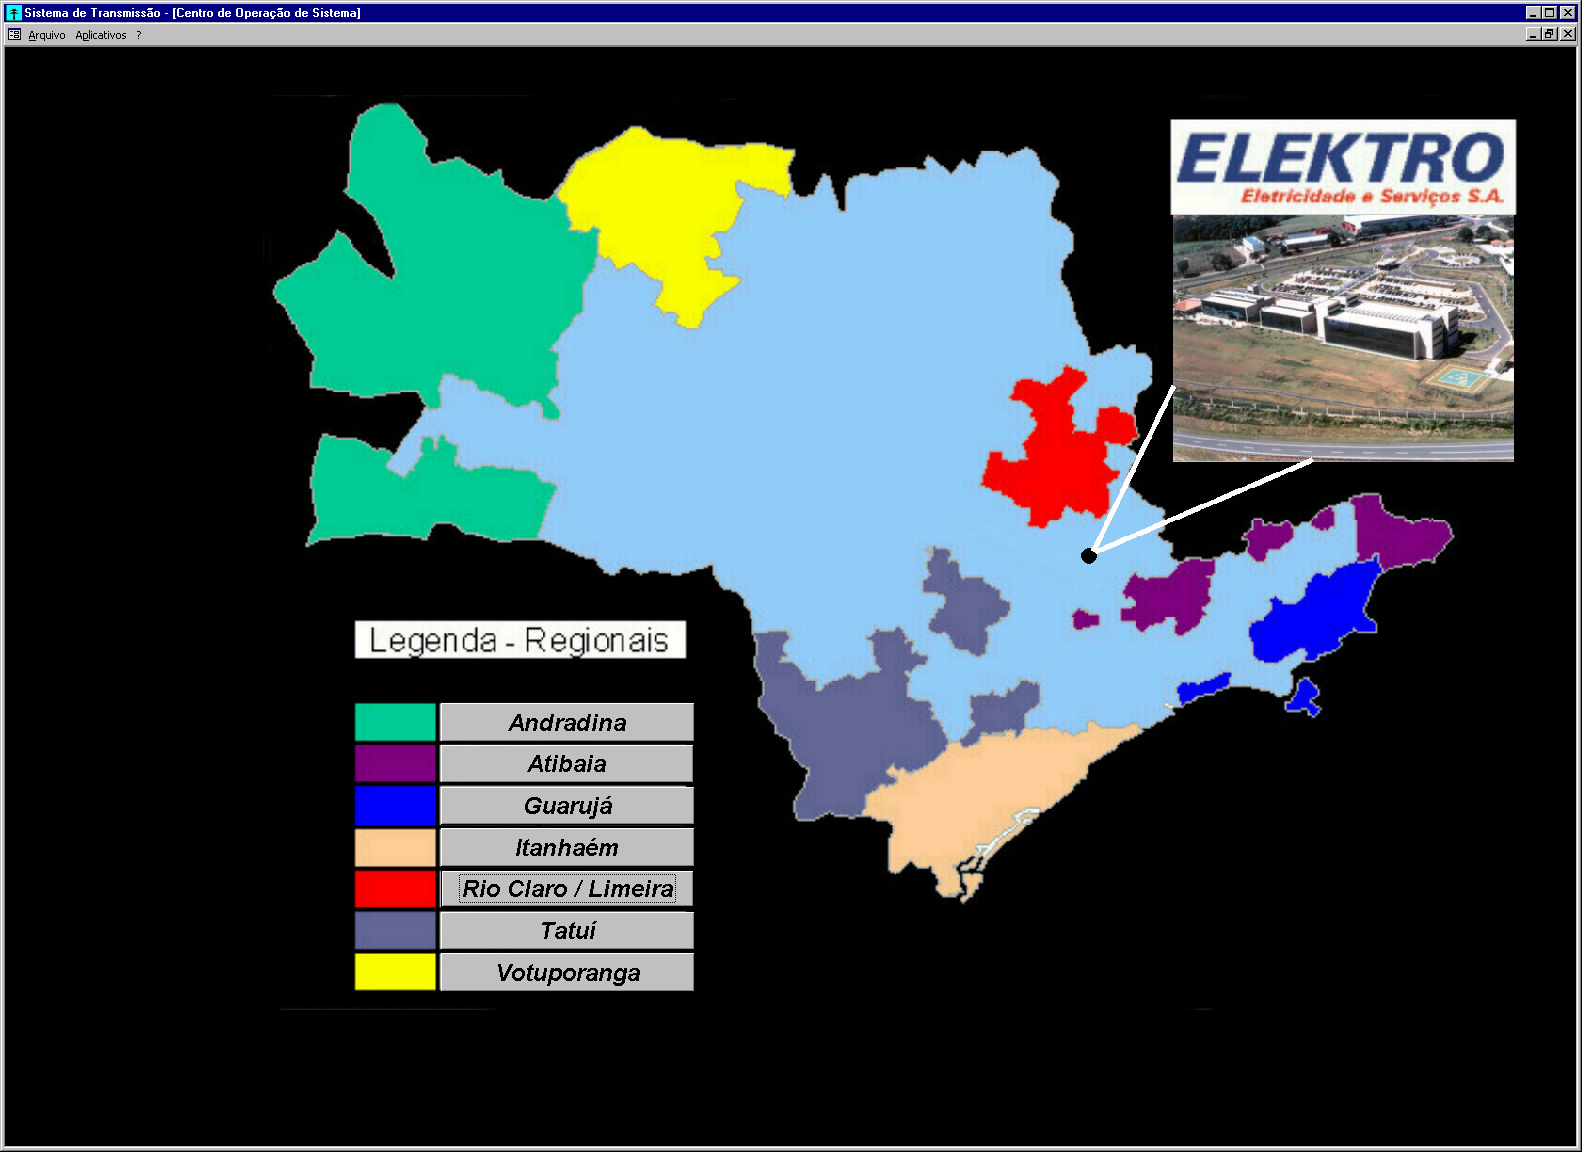 Sistema de Transmissão - [Centro de Operação de Sistema]
Arquivo Aplicativos ?
ELEKTRO
Eletricidade e Serviços S.A.
Legenda - Regionais
Andradina
Atibaia
Guarujá
Itanhaém
Rio Claro / Limeira
Tatuí
Votuporanga